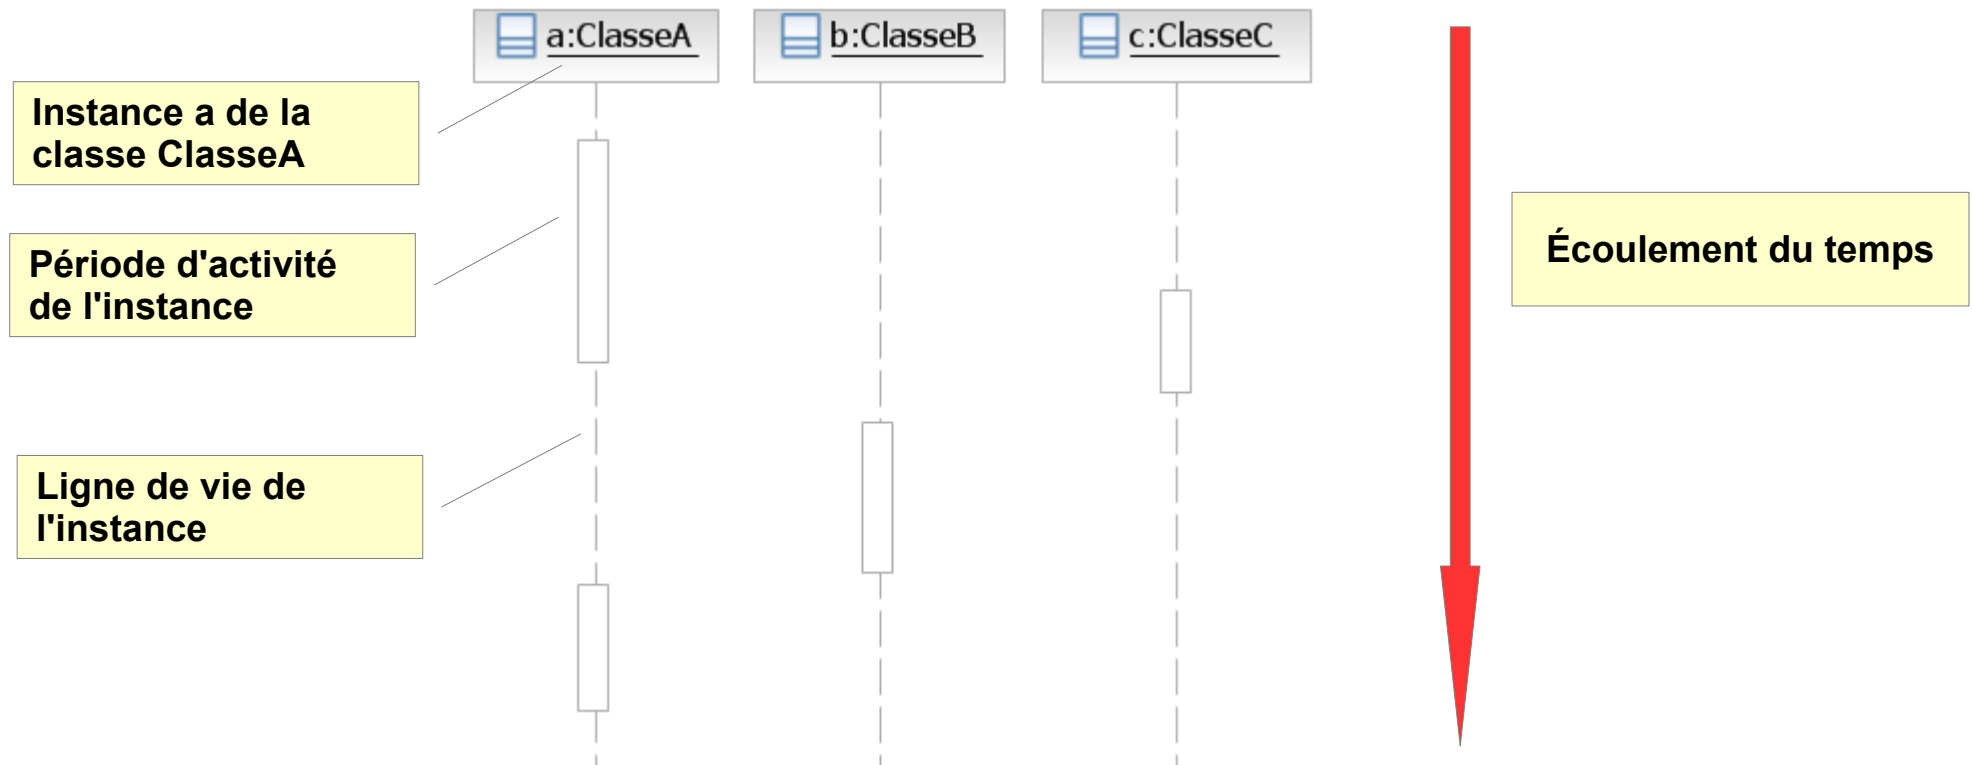 a:ClasseA
b:ClasseB
c:ClasseC
Instance a de la
classe ClasseA
Période d'activité
de l'instance
Écoulement du temps
Ligne de vie de
l'instance